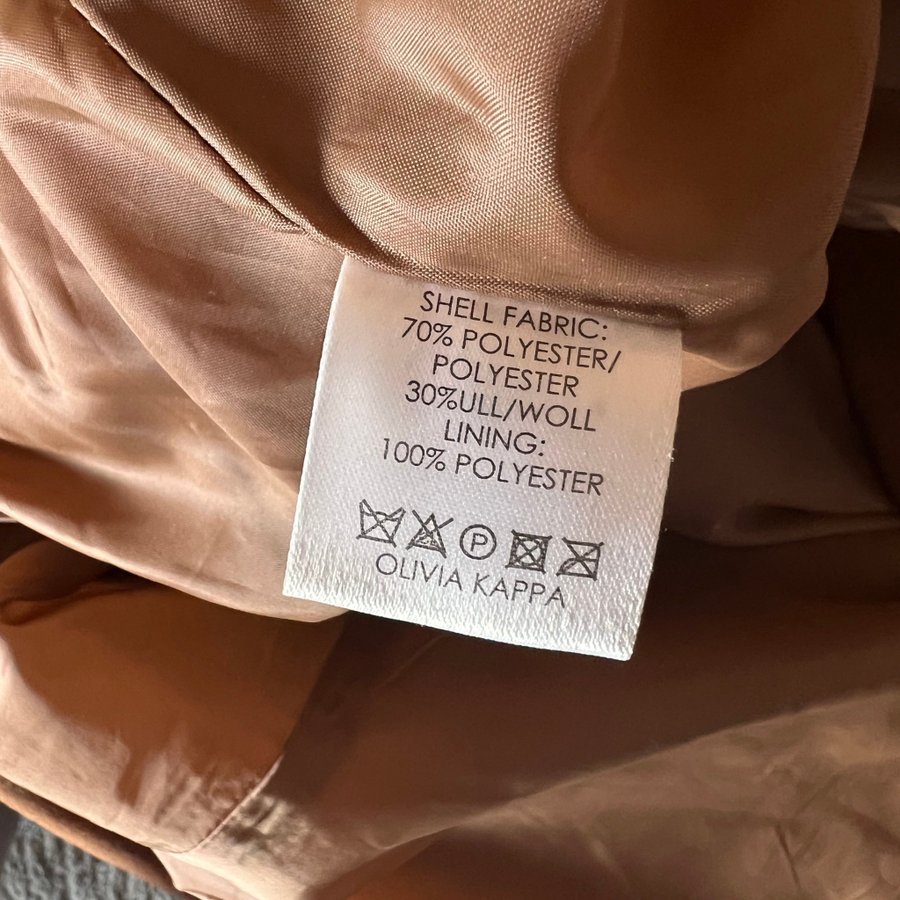 SHELL FABRIC:
70% POLYESTER/
POLYESTER
30%ULL/WOLL
LINING:
100% POLYESTER
P
OLIVIA KAPPA